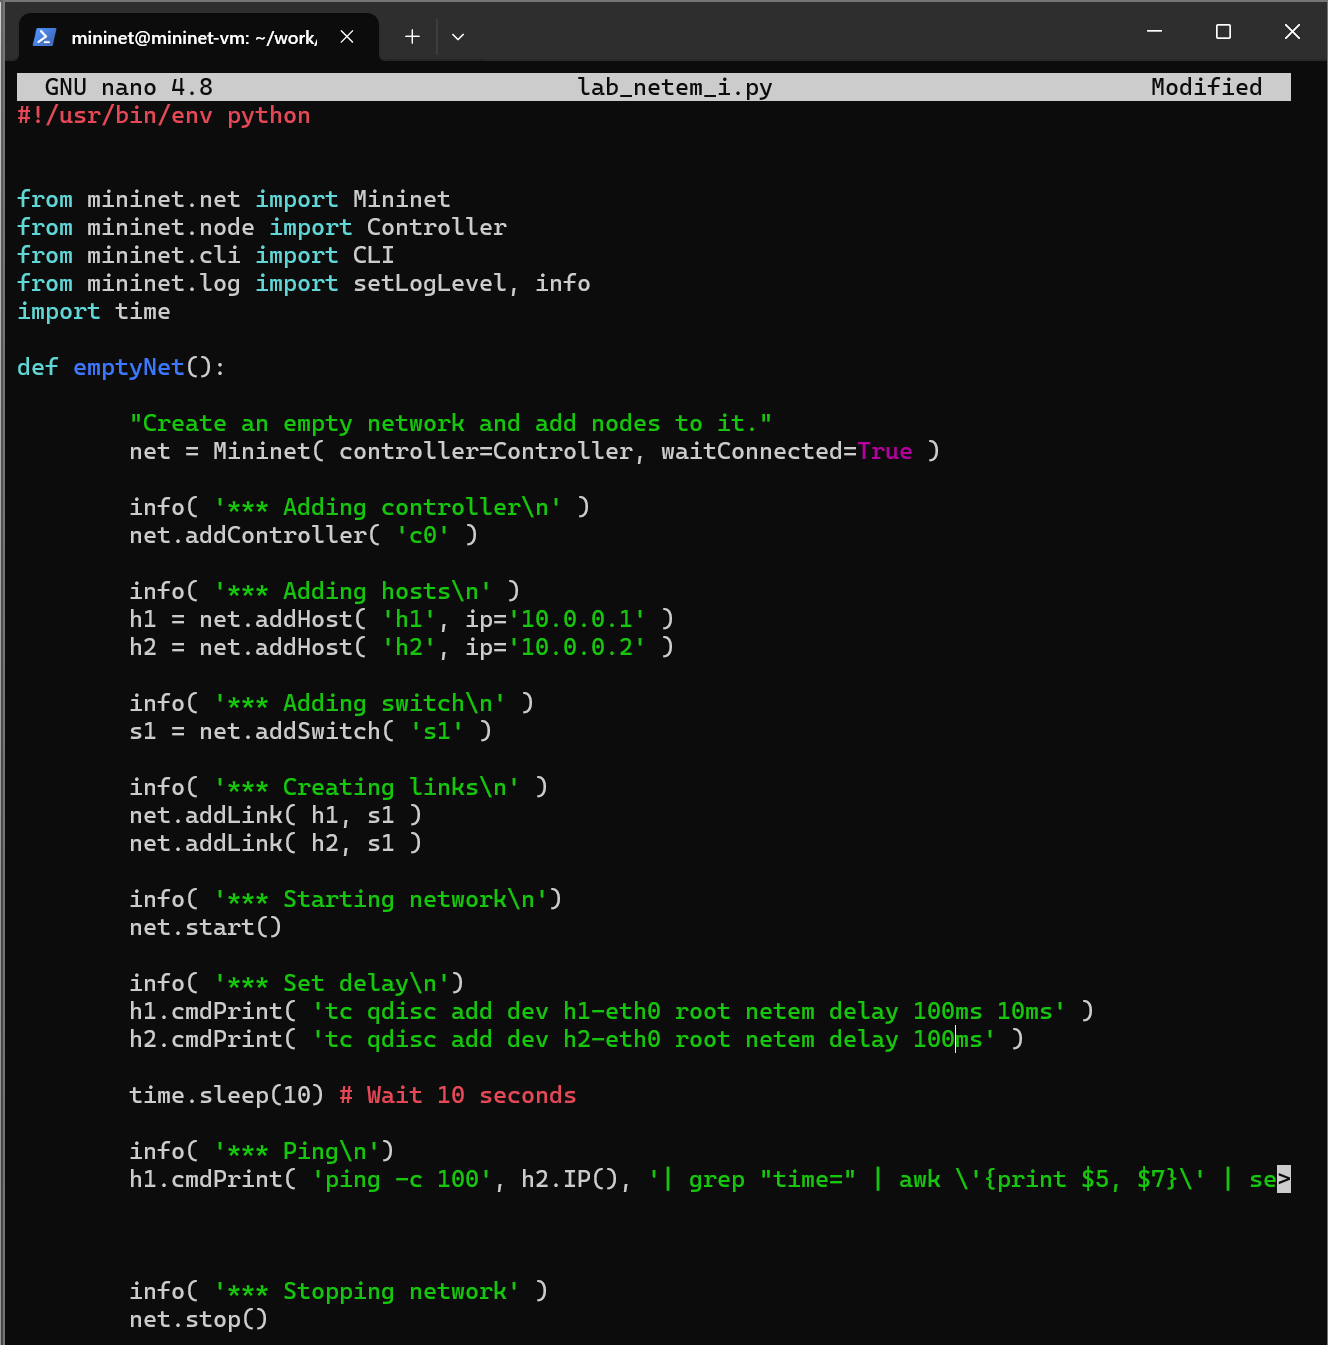 mininet@mininet-vm: ~/work/
GNU nano 4.8 lab_netem_i.py Modified
#!/usr/bin/env python
from mininet.net import Mininet
from mininet.node import Controller
from mininet.cli import CLI
from mininet.log import setLogLevel, info
import time
def emptyNet():
"Create an empty network and add nodes to it."
net = Mininet( controller=Controller, waitConnected=True )
info( '*** Adding controller\n' )
net.addController( 'c0' )
info( '*** Adding hosts\n' )
h1 = net.addHost( 'h1', ip='10.0.0.1' )
h2 = net.addHost( 'h2', ip='10.0.0.2' )
info( '*** Adding switch\n' )
s1 = net.addSwitch( 's1' )
info( '*** Creating links\n' )
net.addLink( h1, s1 )
net.addLink( h2, s1 )
info( '*** Starting network\n')
net.start()
info( '*** Set delay\n')
h1.cmdPrint( 'tc qdisc add dev h1-eth0 root netem delay 100ms 10ms' )
h2.cmdPrint( 'tc qdisc add dev h2-eth0 root netem delay 100ms' )
time.sleep(10) # Wait 10 seconds
info( '*** Ping\n')
h1.cmdPrint( 'ping -c 100', h2.IP(), '| grep "time=" | awk \'{print $5, $7}\' | se>
info( '*** Stopping network' )
net.stop()